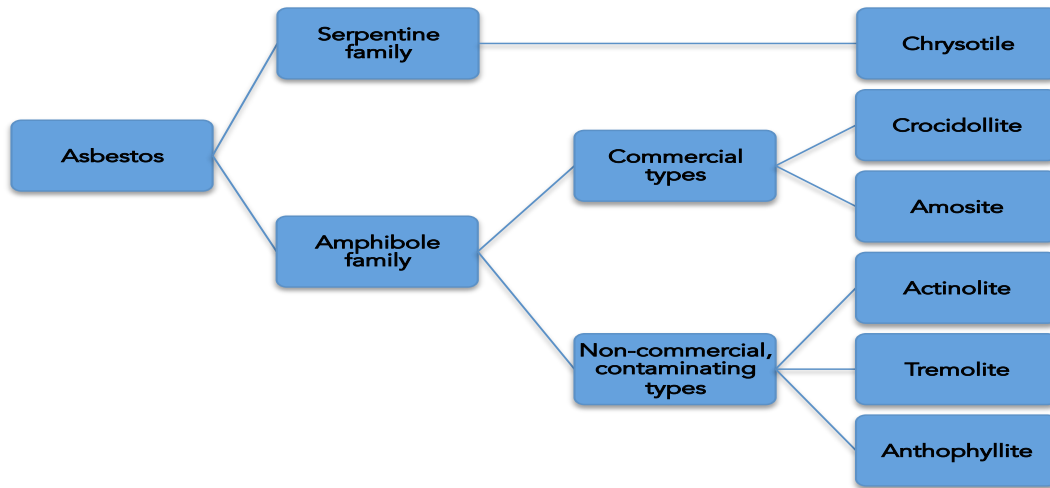 Serpentine
family
Chrysotile
Crocidollite
Asbestos
Commercial
types
Amosite
Amphibole
family
Actinolite
Non-commercial,
contaminating
types
Tremolite
Anthophyllite